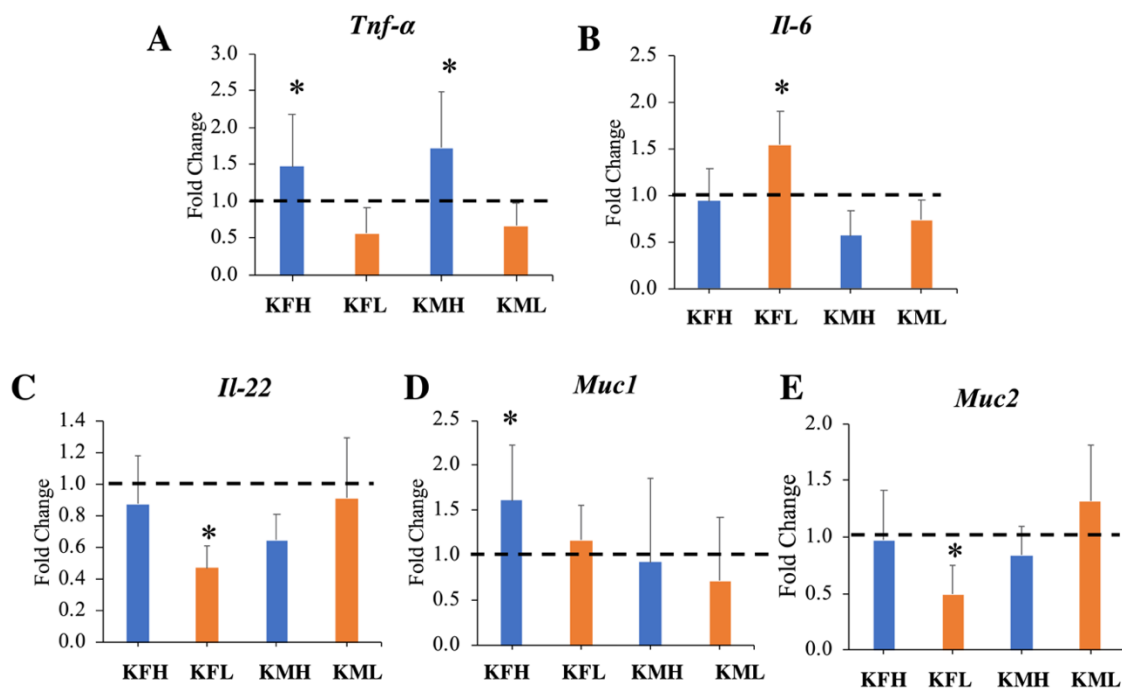 A
Tnf-α
Fold Change
3.0
2.5
2.0
1.5
1.0
0.5
0.0
*
*
KFH KFL KMH KML
B
Il-6
Fold Change
2.5
2.0
1.5
1.0
0.5
0.0
*
KFH KFL KMH KML
C
Il-22
Fold Change
1.4
1.2
1.0
0.8
0.6
0.4
0.2
0.0
*
KFH KFL KMH KML
D
Muc1
Fold Change
2.5
2.0
1.5
1.0
0.5
0.0
*
KFH KFL KMH KML
E
Muc2
Fold Change
2.0
1.5
1.0
0.5
0.0
*
KFH KFL KMH KML